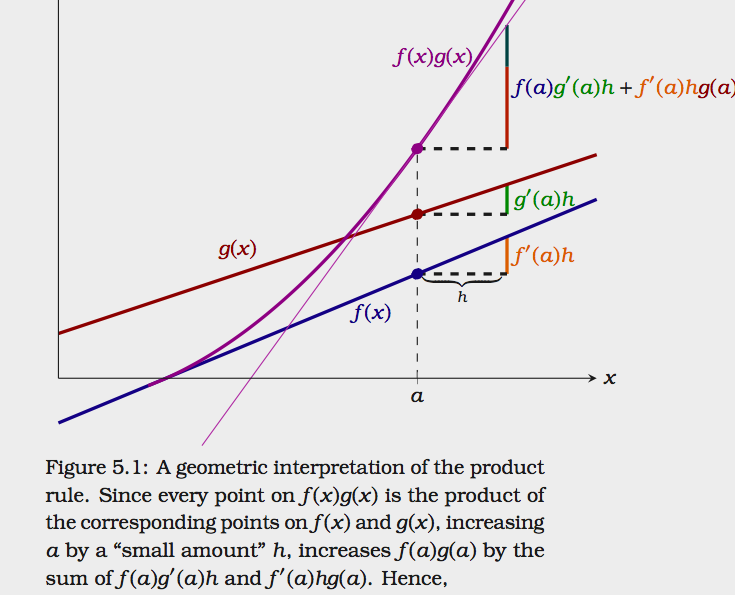 f(x)g(x)
f(a)g′(a)h + f′(a)hg(a)
g′(a)h
g(x)
f′(a)h
h
f(x)
x
a
Figure 5.1: A geometric interpretation of the product
rule. Since every point on f(x)g(x) is the product of
the corresponding points on f(x) and g(x), increasing
a by a “small amount” h, increases f(a)g(a) by the
sum of f(a)g′(a)h and f′(a)hg(a). Hence,